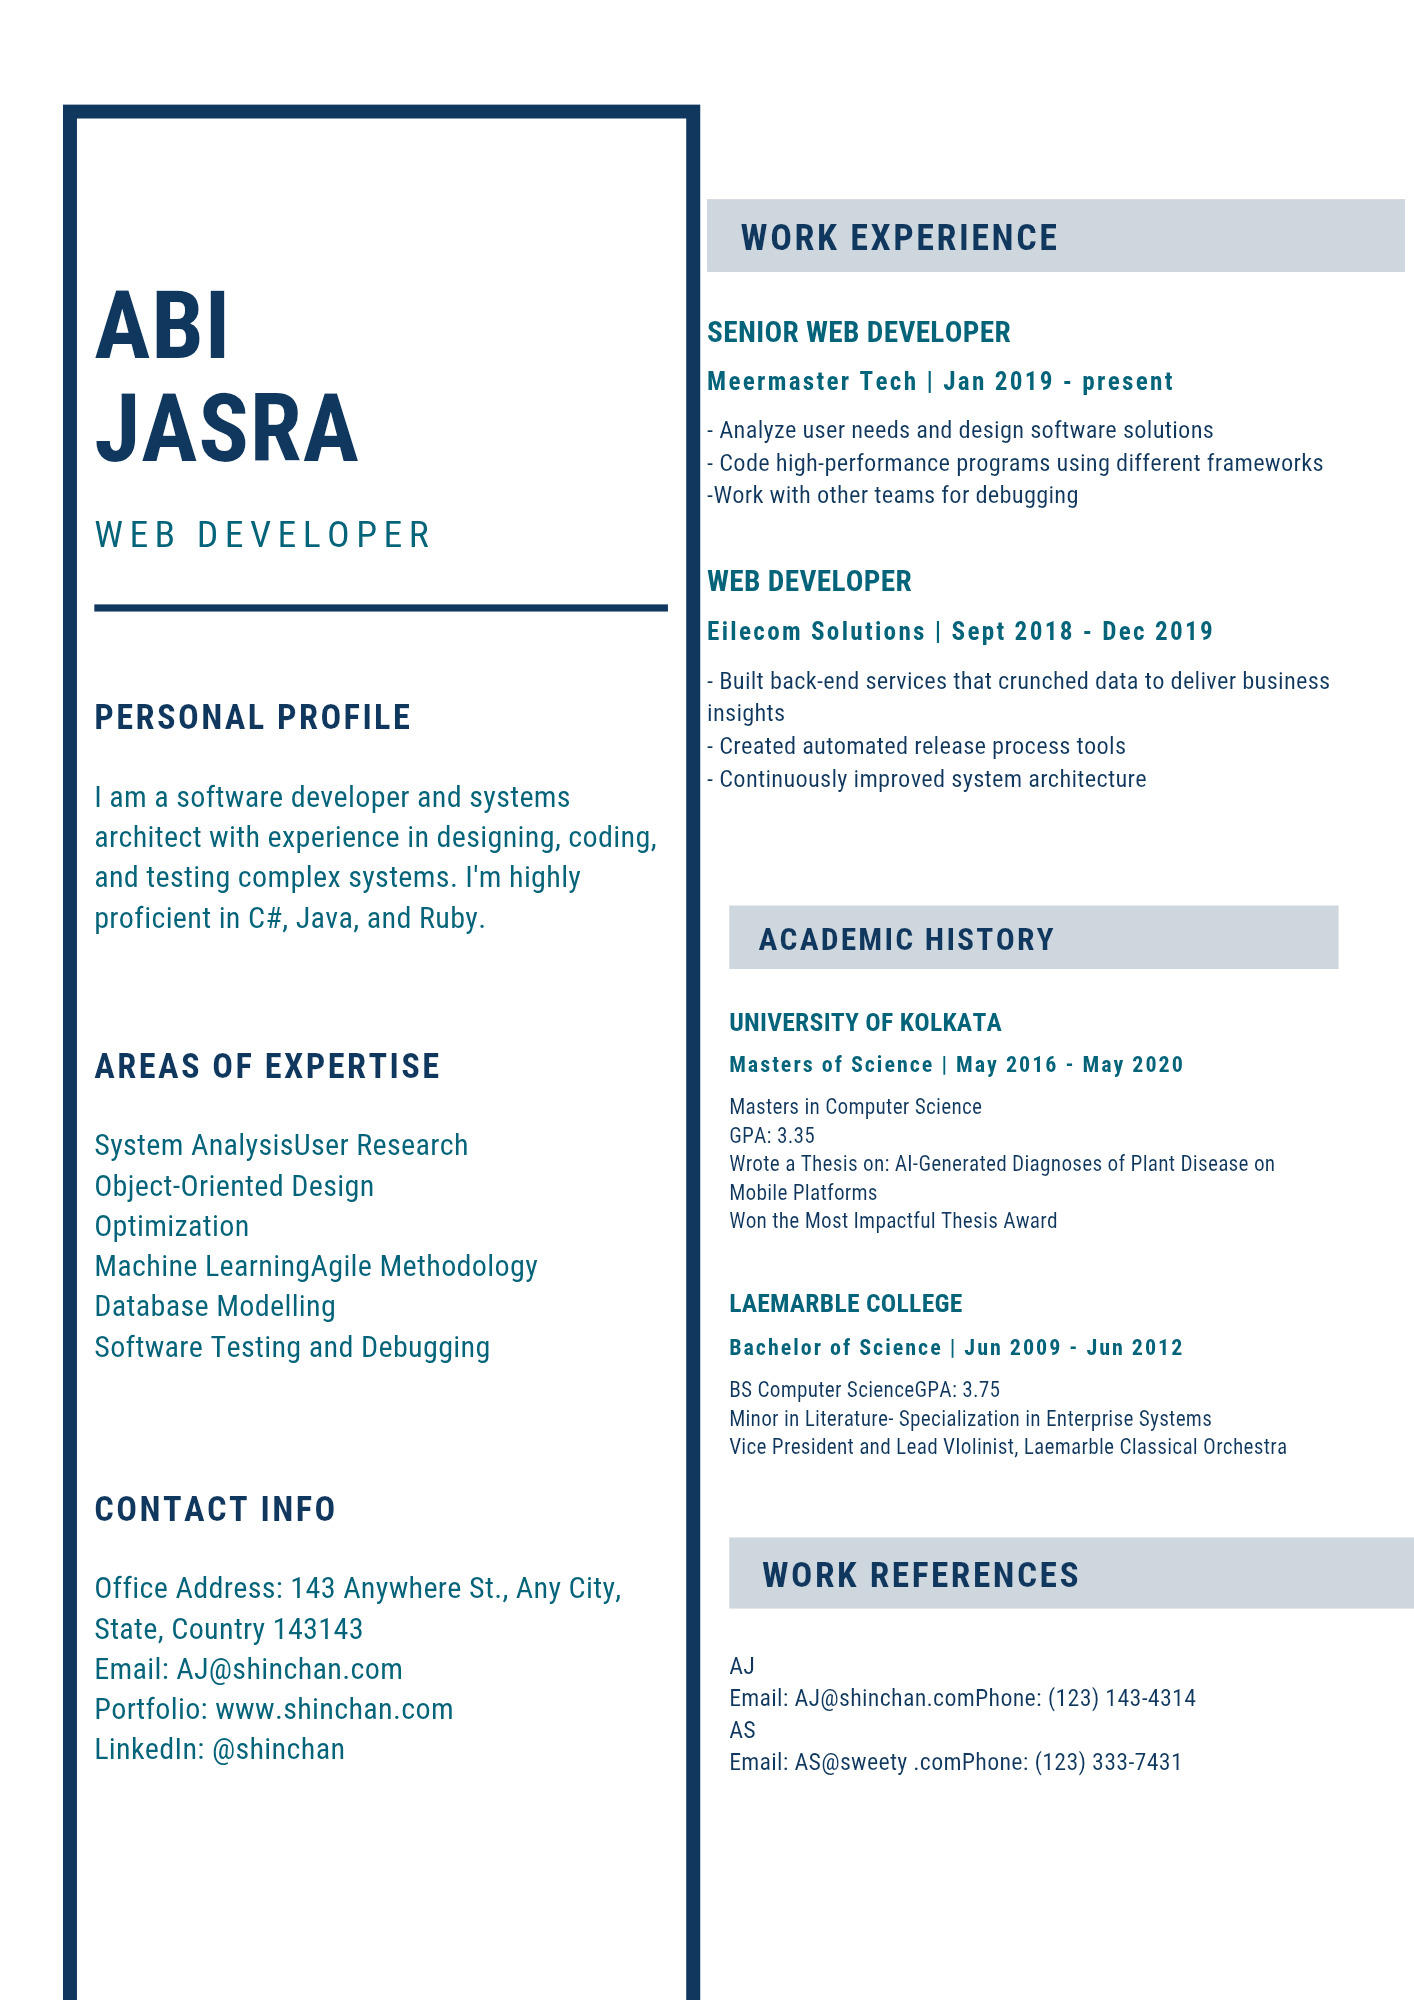 ABI
JASRA
WEB DEVELOPER
PERSONAL PROFILE
I am a software developer and systems
architect with experience in designing, coding,
and testing complex systems. I'm highly
proficient in C#, Java, and Ruby.
AREAS OF EXPERTISE
System AnalysisUser Research
Object-Oriented Design
Optimization
Machine LearningAgile Methodology
Database Modelling
Software Testing and Debugging
CONTACT INFO
Office Address: 143 Anywhere St., Any City,
State, Country 143143
Email: AJ@shinchan.com
Portfolio: www.shinchan.com
LinkedIn: @shinchan
WORK EXPERIENCE
SENIOR WEB DEVELOPER
Meermaster Tech | Jan 2019 - present
- Analyze user needs and design software solutions
- Code high-performance programs using different frameworks
-Work with other teams for debugging
WEB DEVELOPER
Eilecom Solutions | Sept 2018 - Dec 2019
- Built back-end services that crunched data to deliver business
insights
- Created automated release process tools
- Continuously improved system architecture
ACADEMIC HISTORY
UNIVERSITY OF KOLKATA
Masters of Science | May 2016 - May 2020
Masters in Computer Science
GPA: 3.35
Wrote a Thesis on: AI-Generated Diagnoses of Plant Disease on
Mobile Platforms
Won the Most Impactful Thesis Award
LAEMARBLE COLLEGE
Bachelor of Science | Jun 2009 - Jun 2012
BS Computer ScienceGPA: 3.75
Minor in Literature- Specialization in Enterprise Systems
Vice President and Lead VIolinist, Laemarble Classical Orchestra
WORK REFERENCES
AJ
Email: AJ@shinchan.comPhone: (123) 143-4314
AS
Email: AS@sweety .comPhone: (123) 333-7431